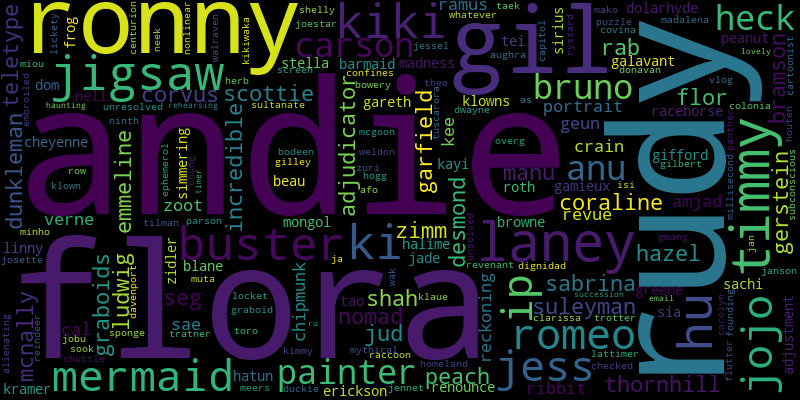 ronny
andie
flora
rudy
gil
kiki
jigsaw
buster
laney
ki
timmy
jojo
hu
jess
romeo
mermaid
painter
bruno
anu
heck
carson
coraline
suleyman
sabrina
hazel
thornhill
ip
shah
nomad
jud
peach
zimm
desmond
garfield
adjudicator
incredibly
scottie
corvus
teletype
dunkleman
emmeline
graboids
ludwig
mcnally
chipmunk
reckoning
gerstein
bramson
flor
rab
portrait
geun
crain
manu
roth
revue
gamieux
isi
amjad
gifford
gilbert
racehorse
galavant
dolarhyde
peanut
sirius
tei
ramus
madness
barmaid
stella
klowns
gareth
kee
kayi
browne
halime
jade
tao
seg
sae
cal
blane
zidler
zoot
simmering
beau
mongol
verne
cheyenne
dom
nell
frog
linny
kramer
hatun
erickson
renounce
ribbit
greene
sia
sachi
adjustment
shelly
joestar
centurion
neek
nonlinear
kikiwaka
walraven
lickety
miou
embroiled
herb
screen
bowery
confines
sultanate
unresolved
rehearsing
haunting
ninth
row
klown
ephemerol
timer
gilley
bodeen
mcgoon
weldon
zuri
hogg
afo
theo
jessel
aughra
tuscarora
dwayne
as
overg
whatever
taek
mako
puzzle
covina
madalena
capitol
ryszard
donavan
vlog
lovely
cartoonist
houten
colonia
panther
millisecond
subconscious
minho
josette
tilman
parson
muta
davenport
locket
graboid
toro
ja
ru
kimmy
mythical
raccoon
duckie
jennet
homeland
klaue
wak
unsolved
revenant
dignidad
clarissa
trotter
succession
lattimer
checked
email
gwang
jan
janson
carolyn
founding
flutter
alienating
reindeer
jobu
sook
shuttle
sponge
tratner
meers